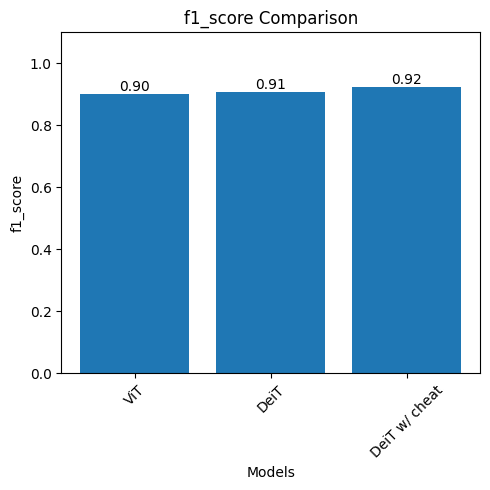 f1_score Comparison
1.0
0.8
0.6
0.4
0.2
0.0
f1_score
0.90
0.91
0.92
ViT
DeiT
DeiT w/ cheat
Models